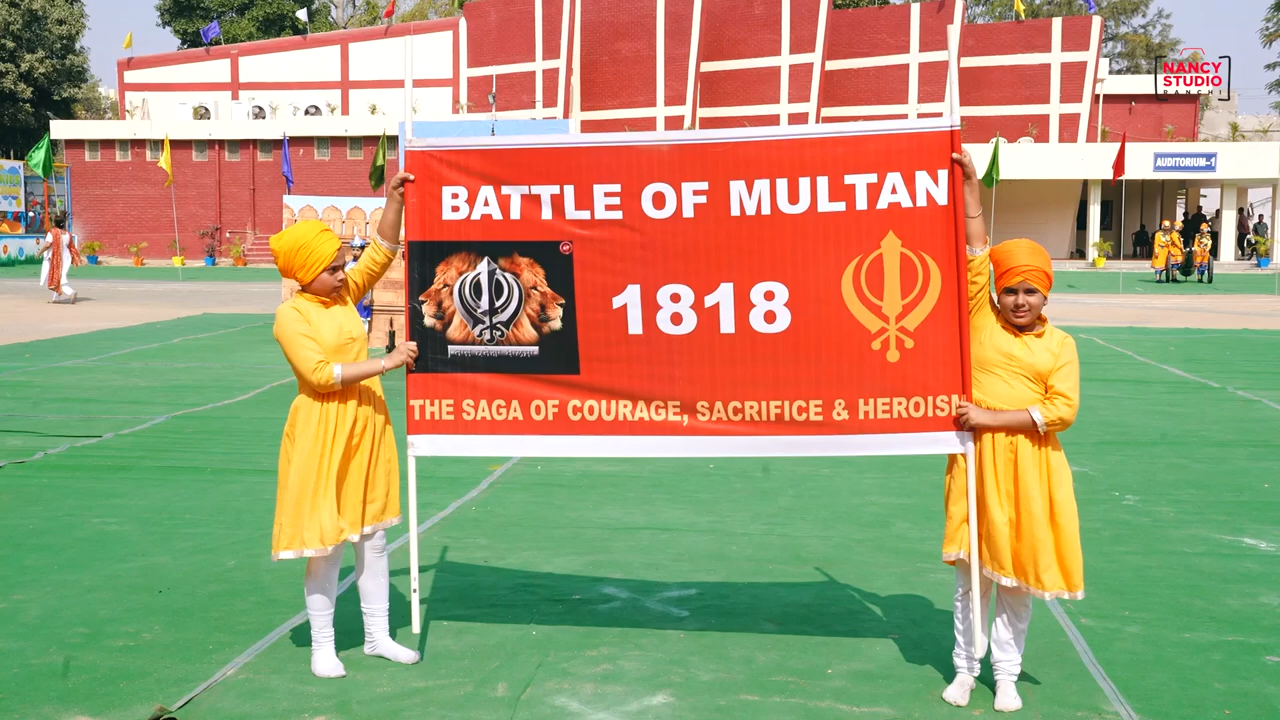 NANCY
STUDIO
RANCHI
AUDITORIUM-1
BATTLE OF MULTAN
1818
THE SAGA OF COURAGE, SACRIFICE & HEROISM